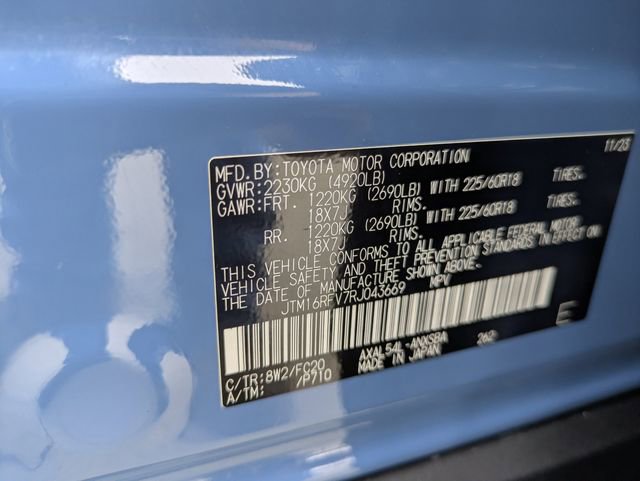 11/23
MFD. BY: TOYOTA MOTOR CORPORATION
GVWR: 2230KG (4920LB)
GAWR: FRT. 1220KG (2690LB) WITH 225/60R18 TIRES.
18X7J RIMS.
RR. 1220KG (2690LB) WITH 225/60R18 TIRES.
18X7J RIMS.
THIS VEHICLE CONFORMS TO ALL APPLICABLE FEDERAL MOTOR
VEHICLE SAFETY AND THEFT PREVENTION STANDARDS IN EFFECT ON
THE DATE OF MANUFACTURE SHOWN ABOVE.
JTM16RFV7RJ043669 MPV
C/TR: 8W2/FC20 AXAL54L-ANXSBA 262
A/TM: /P710 MADE IN JAPAN
E